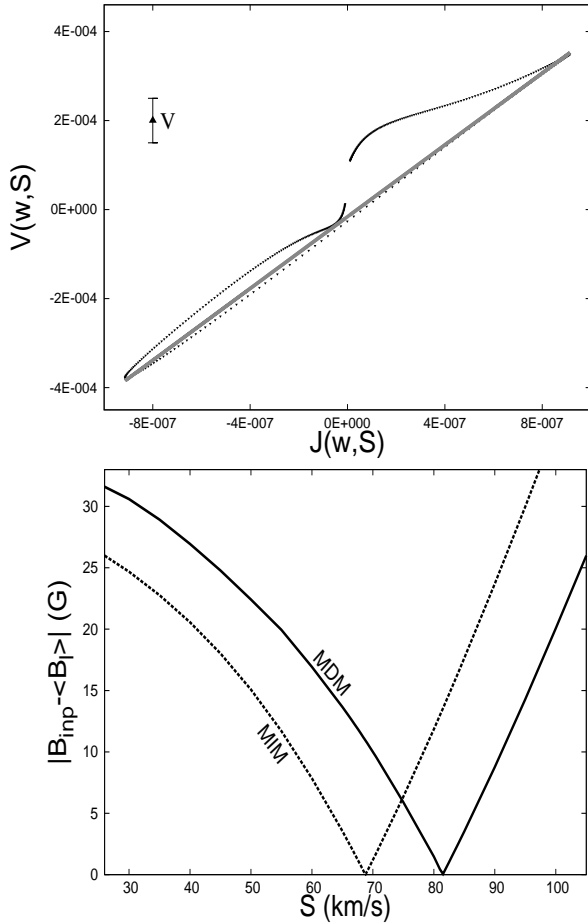 V(w,S)
4E-004
2E-004
0E+000
-2E-004
-4E-004
V
-8E-007 -4E-007 0E+000 4E-007 8E-007
J(w,S)
|B_inp-<B_l>| (G)
30
25
20
15
10
5
0
MDM
MIM
30 40 50 60 70 80 90 100
S (km/s)